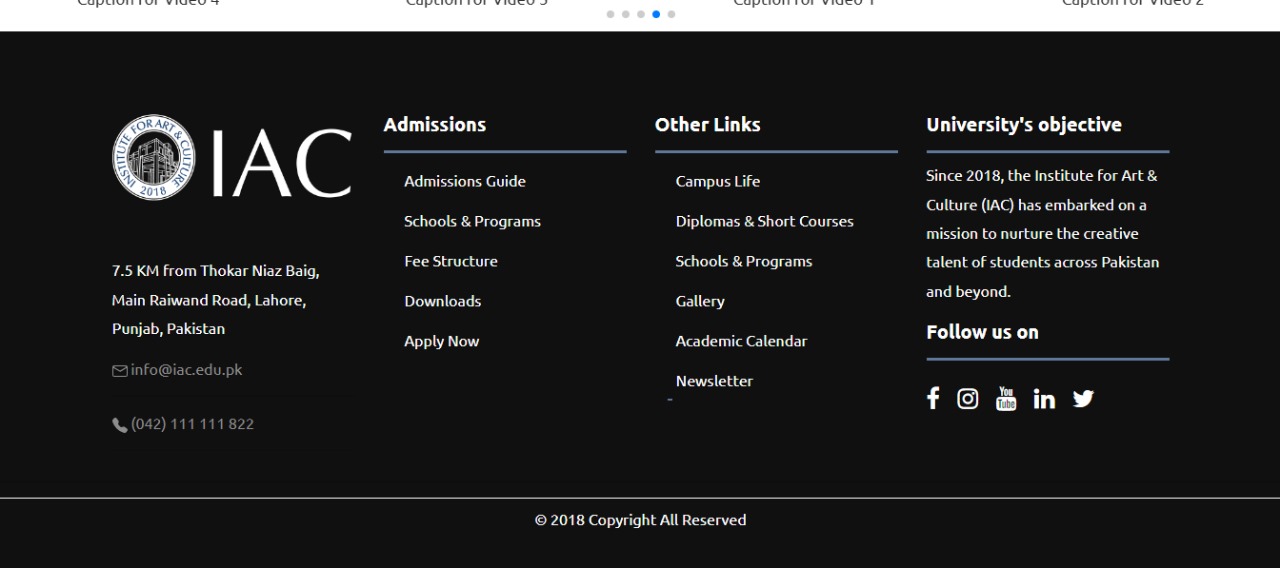 Caption for Video 4
Caption for Video 5
Caption for Video 1
Caption for Video 2
INSTITUTE FOR ART & CULTURE
2018
IAC
7.5 KM from Thokar Niaz Baig,
Main Raiwand Road, Lahore,
Punjab, Pakistan
info@iac.edu.pk
(042) 111 111 822
Admissions
Admissions Guide
Schools & Programs
Fee Structure
Downloads
Apply Now
Other Links
Campus Life
Diplomas & Short Courses
Schools & Programs
Gallery
Academic Calendar
Newsletter
University's objective
Since 2018, the Institute for Art &
Culture (IAC) has embarked on a
mission to nurture the creative
talent of students across Pakistan
and beyond.
Follow us on
You
Tube
© 2018 Copyright All Reserved